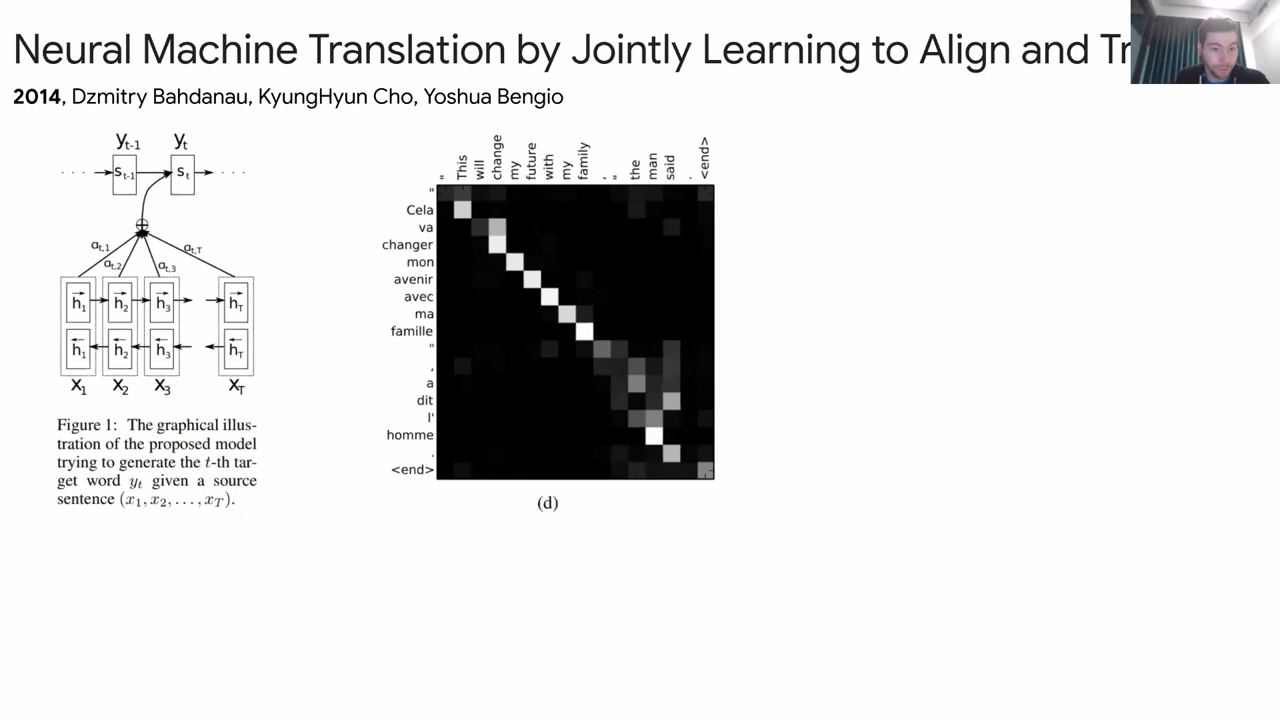 Neural Machine Translation by Jointly Learning to Align and Tr
2014, Dzmitry Bahdanau, KyungHyun Cho, Yoshua Bengio
yt-1 yt
. . . st-1 st . . .
at,1 at,2 at,3 at,T
h1 h2 h3 hT
h1 h2 h3 hT
x1 x2 x3 xT
Figure 1: The graphical illus-
tration of the proposed model
trying to generate the t-th tar-
get word yt given a source
sentence (x1, x2, . . . , xT).
" This will change my future with my family , " the man said . <end>
"
Cela
va
changer
mon
avenir
avec
ma
famille
"
,
a
dit
l'
homme
.
<end>
(d)